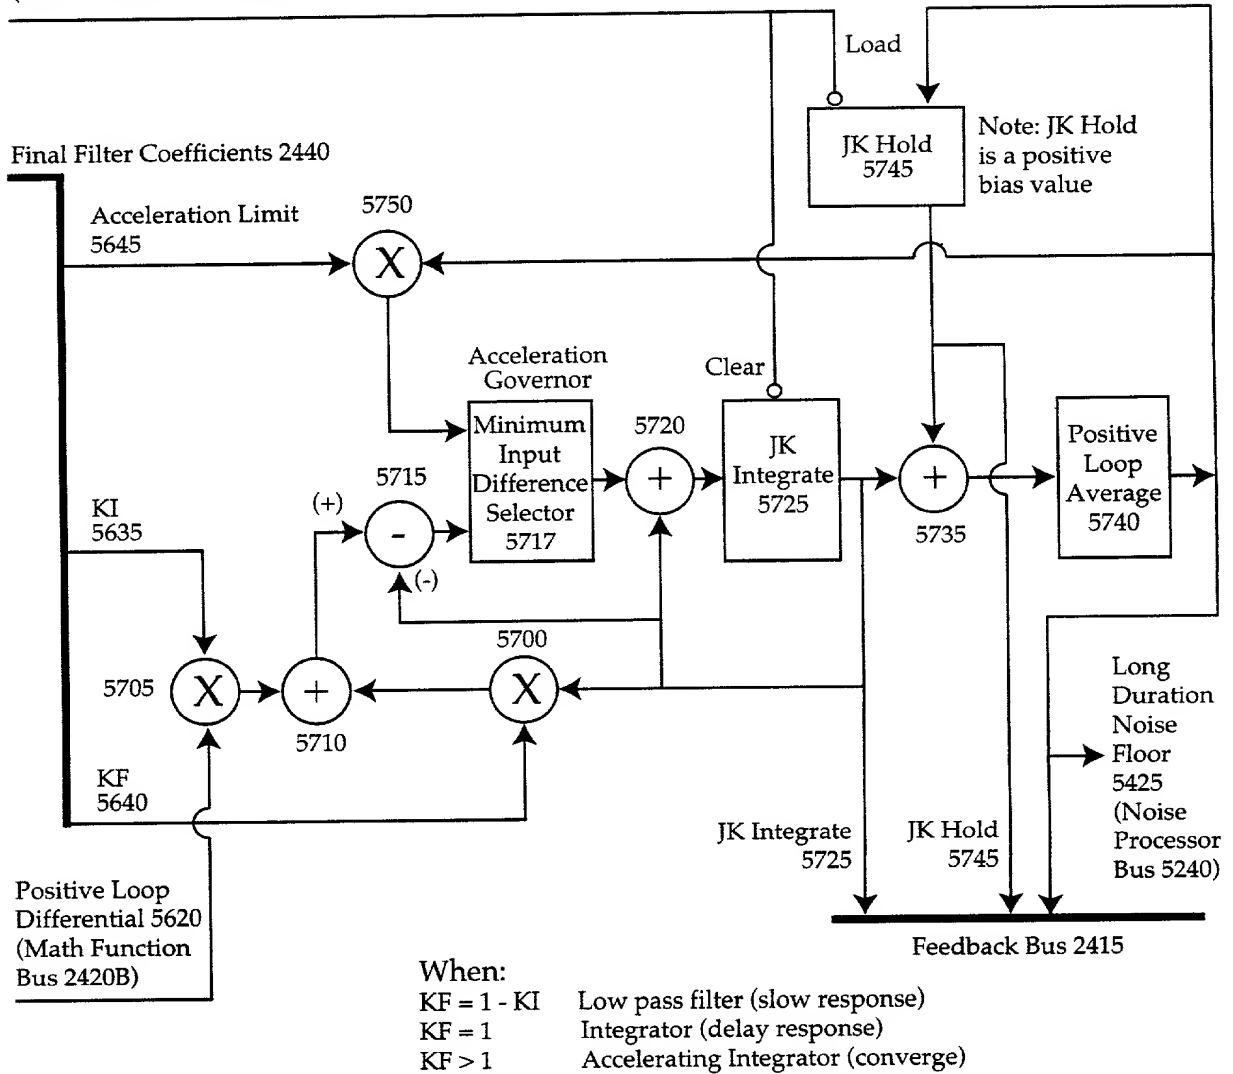 Load
JK Hold
5745
Note: JK Hold
is a positive
bias value
Final Filter Coefficients 2440
Acceleration Limit
5645
5750
X
Acceleration
Governor
Clear
Minimum
Input
Difference
Selector
5717
5720
+
JK
Integrate
5725
+
5735
Positive
Loop
Average
5740
5715
(+)
-
(-)
KI
5635
5705
X
+
5710
5700
X
KF
5640
JK Integrate
5725
JK Hold
5745
Long
Duration
Noise
Floor
5425
(Noise
Processor
Bus 5240)
Positive Loop
Differential 5620
(Math Function
Bus 2420B)
Feedback Bus 2415
When:
KF = 1 - KI Low pass filter (slow response)
KF = 1 Integrator (delay response)
KF > 1 Accelerating Integrator (converge)